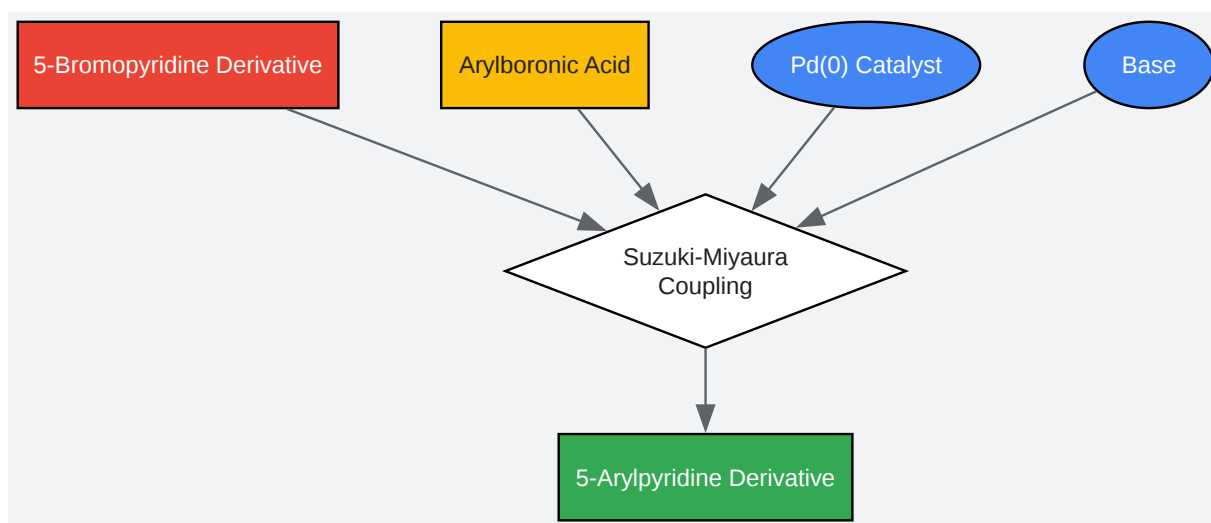 5-Bromopyridine Derivative
Arylboronic Acid
Pd(0) Catalyst
Base
Suzuki-Miyaura
Coupling
5-Arylpyridine Derivative